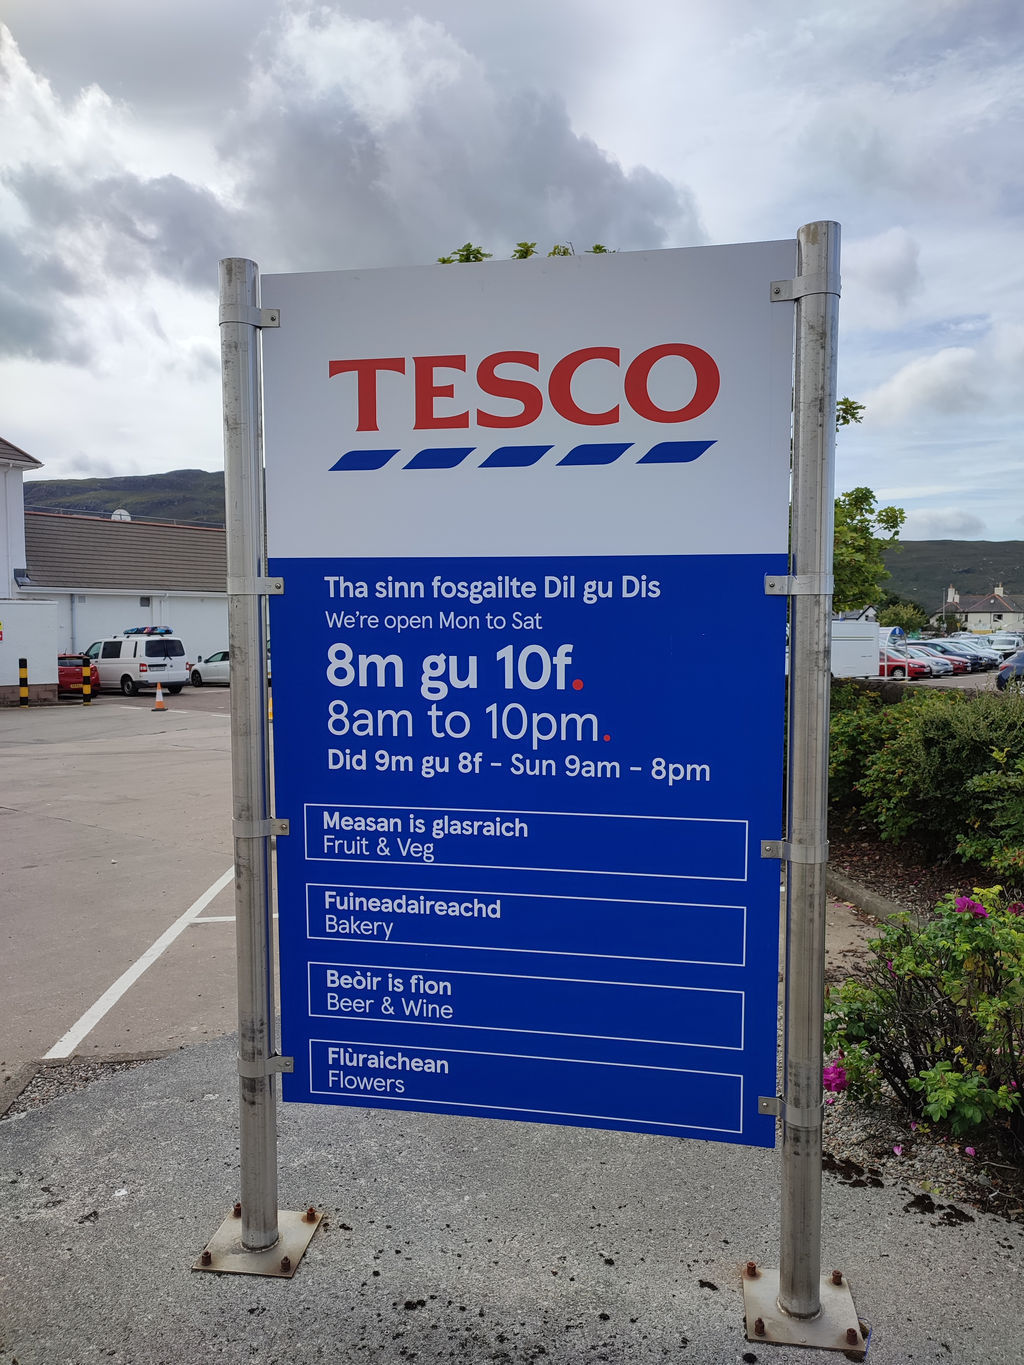 TESCO
Tha sinn fosgailte Dil gu Dis
We're open Mon to Sat
8m gu 10f.
8am to 10pm.
Did 9m gu 8f - Sun 9am - 8pm
Measan is glasraich
Fruit & Veg
Fuineadaireachd
Bakery
Beòir is fìon
Beer & Wine
Flùraichean
Flowers